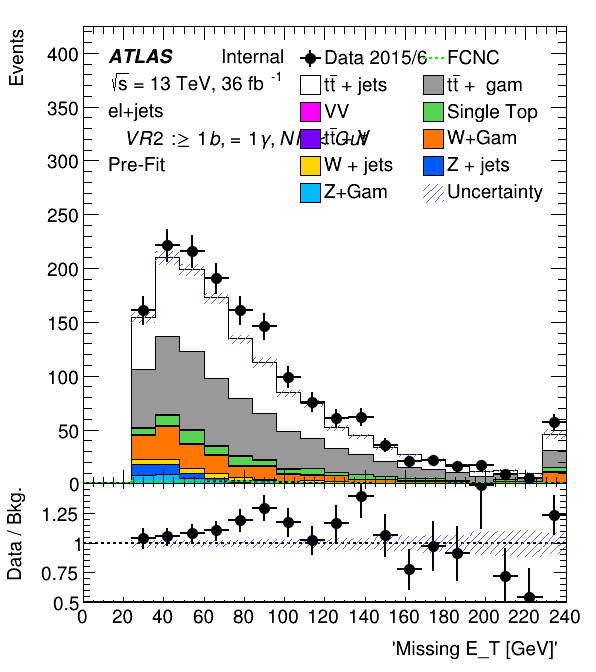 Events
400
350
300
250
200
150
100
50
0
ATLAS Internal
√s = 13 TeV, 36 fb -1
el+jets
VR2 :≥ 1b, = 1γ,
Pre-Fit
Data 2015/6 FCNC
tt̄ + jets tt̄ + gam
VV Single Top
W+Gam
W + jets Z + jets
Z+Gam Uncertainty
Data / Bkg.
1.25
1
0.75
0.5
0 20 40 60 80 100 120 140 160 180 200 220 240
'Missing E_T [GeV]'